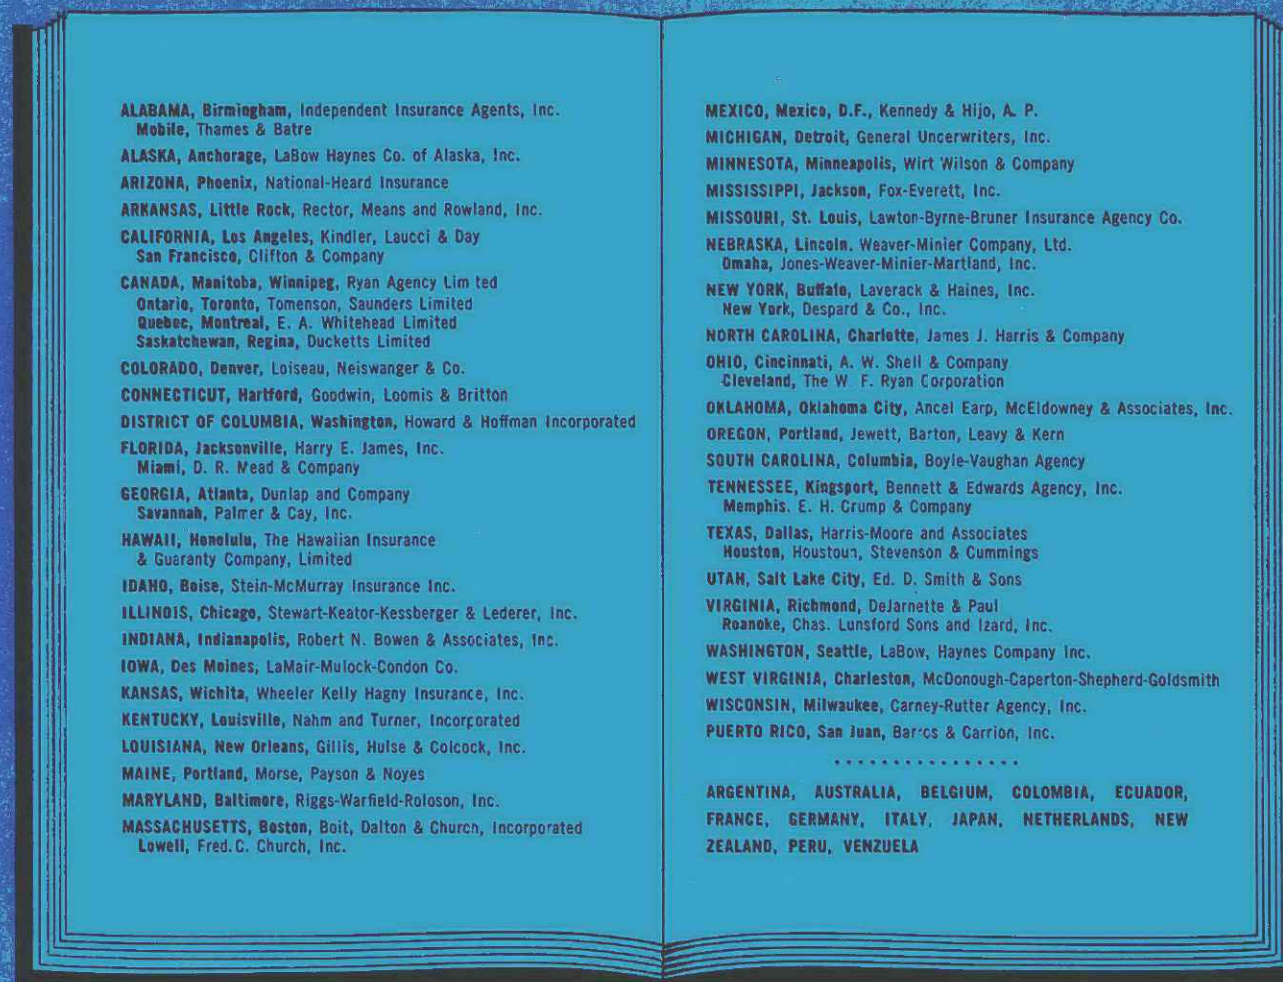 ALABAMA, Birmingham, Independent Insurance Agents, Inc.
Mobile, Thames & Batre
ALASKA, Anchorage, LaBow Haynes Co. of Alaska, Inc.
ARIZONA, Phoenix, National-Heard Insurance
ARKANSAS, Little Rock, Rector, Means and Rowland, Inc.
CALIFORNIA, Los Angeles, Kindler, Laucci & Day
San Francisco, Clifton & Company
CANADA, Manitoba, Winnipeg, Ryan Agency Lim ted
Ontario, Toronto, Tomenson, Saunders Limited
Quebec, Montreal, E. A. Whitehead Limited
Saskatchewan, Regina, Ducketts Limited
COLORADO, Denver, Loiseau, Neiswanger & Co.
CONNECTICUT, Hartford, Goodwin, Loomis & Britton
DISTRICT OF COLUMBIA, Washington, Howard & Hoffman Incorporated
FLORIDA, Jacksonville, Harry E. James, Inc.
Miami, D. R. Mead & Company
GEORGIA, Atlanta, Dunlap and Company
Savannah, Palmer & Cay, Inc.
HAWAII, Honolulu, The Hawaiian Insurance
& Guaranty Company, Limited
IDAHO, Boise, Stein-McMurray Insurance Inc.
ILLINOIS, Chicago, Stewart-Keator-Kessberger & Lederer, Inc.
INDIANA, Indianapolis, Robert N. Bowen & Associates, Inc.
IOWA, Des Moines, LaMair-Mulock-Condon Co.
KANSAS, Wichita, Wheeler Kelly Hagny Insurance, Inc.
KENTUCKY, Louisville, Nahm and Turner, Incorporated
LOUISIANA, New Orleans, Gillis, Hulse & Colcock, Inc.
MAINE, Portland, Morse, Payson & Noyes
MARYLAND, Baltimore, Riggs-Warfield-Roloson, Inc.
MASSACHUSETTS, Boston, Boit, Dalton & Church, Incorporated
Lowell, Fred. C. Church, Inc.
MEXICO, Mexico, D.F., Kennedy & Hijo, A. P.
MICHIGAN, Detroit, General Uncerwriters, Inc.
MINNESOTA, Minneapolis, Wirt Wilson & Company
MISSISSIPPI, Jackson, Fox-Everett, Inc.
MISSOURI, St. Louis, Lawton-Byrne-Bruner Insurance Agency Co.
NEBRASKA, Lincoln, Weaver-Minier Company, Ltd.
Omaha, Jones-Weaver-Minier-Martland, Inc.
NEW YORK, Buffalo, Laverack & Haines, Inc.
New York, Despard & Co., Inc.
NORTH CAROLINA, Charlotte, James J. Harris & Company
OHIO, Cincinnati, A. W. Shell & Company
Cleveland, The W. F. Ryan Corporation
OKLAHOMA, Oklahoma City, Ancel Earp, McEldowney & Associates, Inc.
OREGON, Portland, Jewett, Barton, Leavy & Kern
SOUTH CAROLINA, Columbia, Boyle-Vaughan Agency
TENNESSEE, Kingsport, Bennett & Edwards Agency, Inc.
Memphis, E. H. Crump & Company
TEXAS, Dallas, Harris-Moore and Associates
Houston, Houstoun, Stevenson & Cummings
UTAH, Salt Lake City, Ed. D. Smith & Sons
VIRGINIA, Richmond, DeJarnette & Paul
Roanoke, Chas. Lunsford Sons and Izard, Inc.
WASHINGTON, Seattle, LaBow, Haynes Company Inc.
WEST VIRGINIA, Charleston, McDonough-Caperton-Shepherd-Goldsmith
WISCONSIN, Milwaukee, Carney-Rutter Agency, Inc.
PUERTO RICO, San Juan, Barros & Carrion, Inc.
ARGENTINA, AUSTRALIA, BELGIUM, COLOMBIA, ECUADOR,
FRANCE, GERMANY, ITALY, JAPAN, NETHERLANDS, NEW
ZEALAND, PERU, VENZUELA